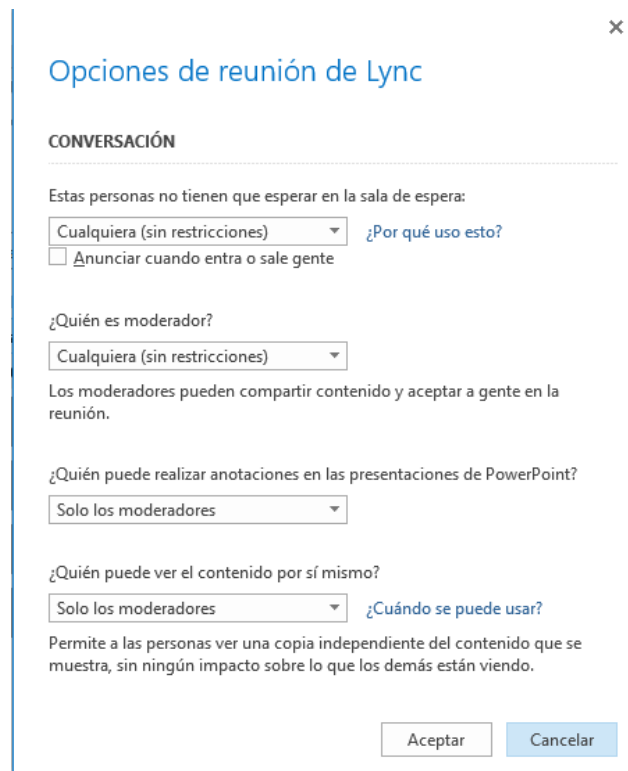 Opciones de reunión de Lync
CONVERSACIÓN
Estas personas no tienen que esperar en la sala de espera:
Cualquiera (sin restricciones) ¿Por qué uso esto?
Anunciar cuando entra o sale gente
¿Quién es moderador?
Cualquiera (sin restricciones)
Los moderadores pueden compartir contenido y aceptar a gente en la
reunión.
¿Quién puede realizar anotaciones en las presentaciones de PowerPoint?
Solo los moderadores
¿Quién puede ver el contenido por sí mismo?
Solo los moderadores ¿Cuándo se puede usar?
Permite a las personas ver una copia independiente del contenido que se
muestra, sin ningún impacto sobre lo que los demás están viendo.
Aceptar Cancelar